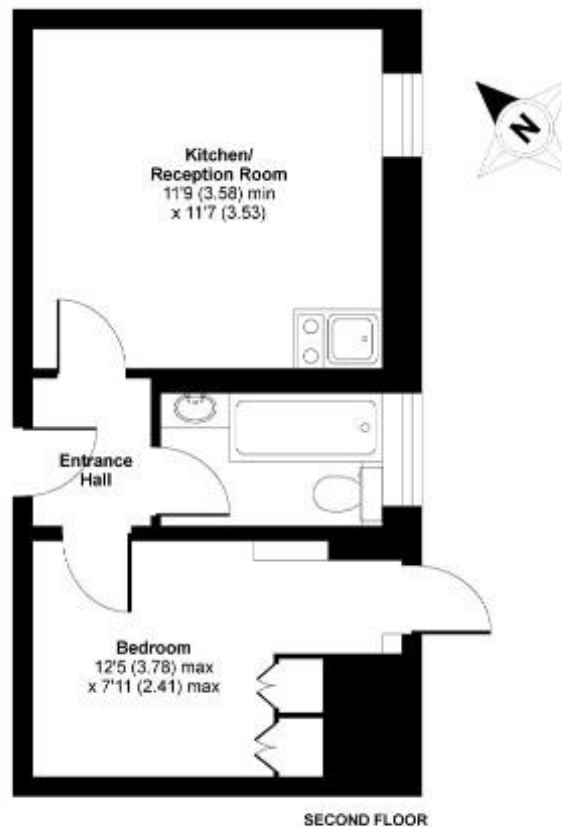 Kitchen/
Reception Room
11'9 (3.58) min
x 11'7 (3.53)
N
Entrance
Hall
Bedroom
12'5 (3.78) max
x 7'11 (2.41) max
SECOND FLOOR